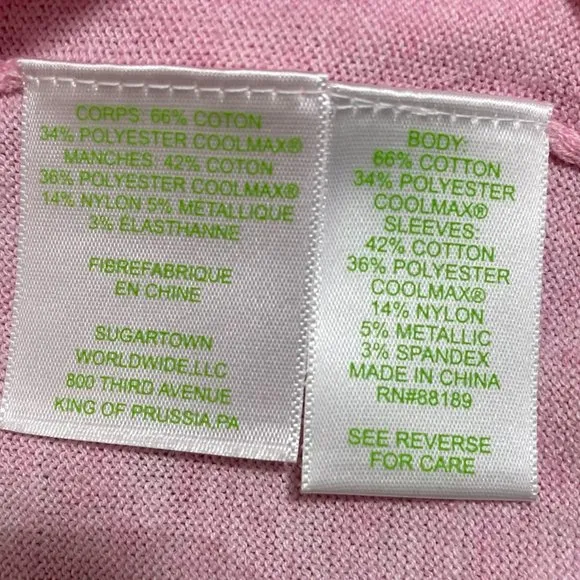 CORPS: 66% COTON
34% POLYESTER COOLMAX®
MANCHES: 42% COTON
36% POLYESTER COOLMAX®
14% NYLON 5% METALLIQUE
3% ÉLASTHANNE
FIBREFABRIQUE
EN CHINE
SUGARTOWN
WORLDWIDE,LLC
800 THIRD AVENUE
KING OF PRUSSIA,PA
BODY:
66% COTTON
34% POLYESTER
COOLMAX®
SLEEVES:
42% COTTON
36% POLYESTER
COOLMAX®
14% NYLON
5% METALLIC
3% SPANDEX
MADE IN CHINA
RN#88189
SEE REVERSE
FOR CARE